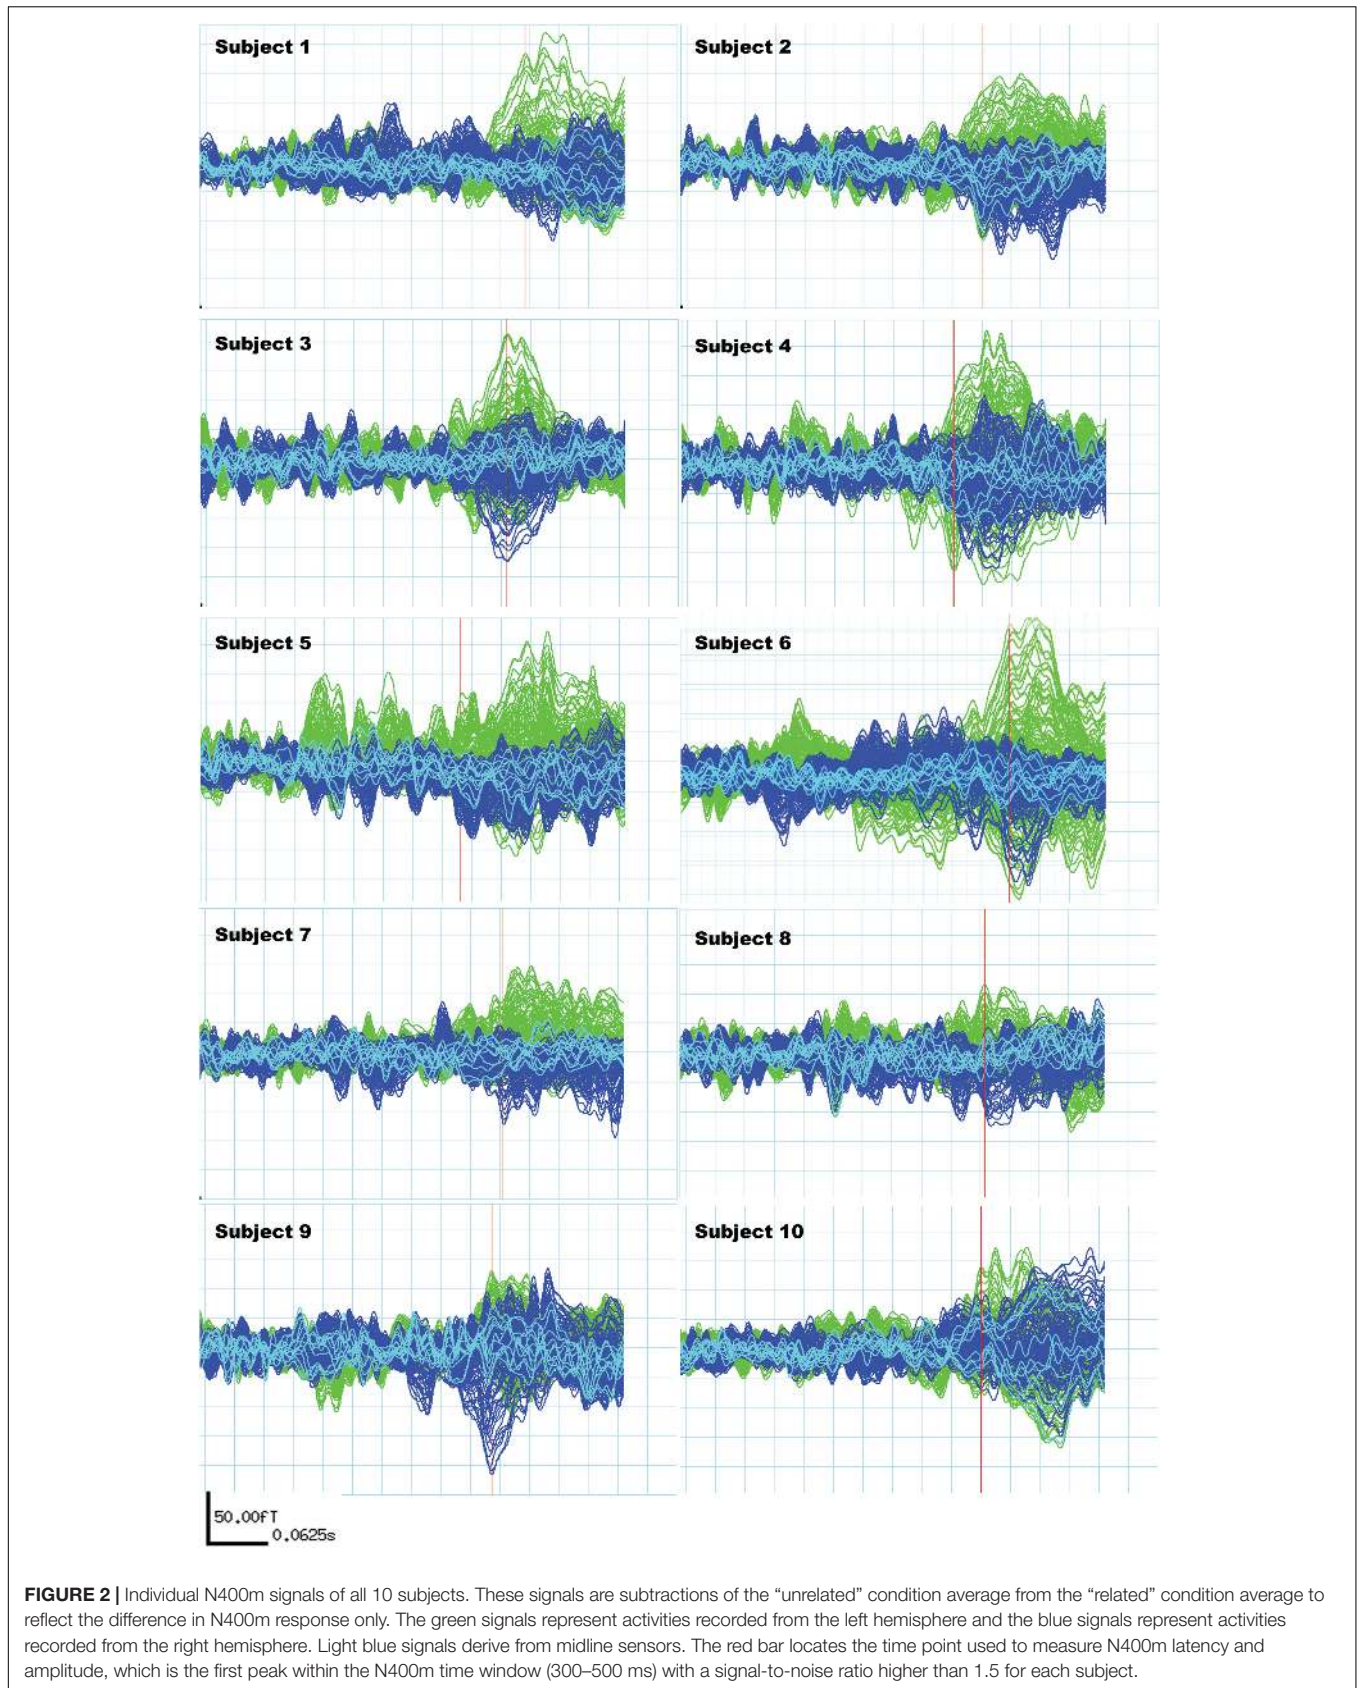 Subject 1
Subject 2
Subject 3
Subject 4
Subject 5
Subject 6
Subject 7
Subject 8
Subject 9
Subject 10
50.00fT
0.0625s
FIGURE 2 | Individual N400m signals of all 10 subjects. These signals are subtractions of the “unrelated” condition average from the “related” condition average to
reflect the difference in N400m response only. The green signals represent activities recorded from the left hemisphere and the blue signals represent activities
recorded from the right hemisphere. Light blue signals derive from midline sensors. The red bar locates the time point used to measure N400m latency and
amplitude, which is the first peak within the N400m time window (300–500 ms) with a signal-to-noise ratio higher than 1.5 for each subject.